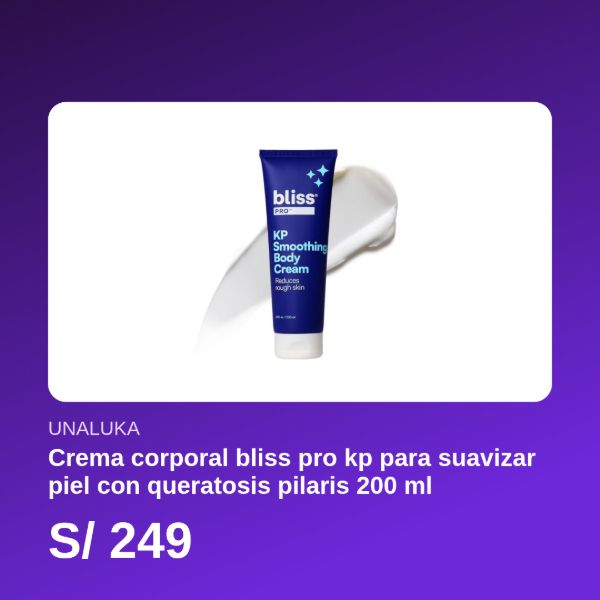 bliss
PRO
KP
Smoothing
Body
Cream
Reduces
rough skin
UNALUKA
Crema corporal bliss pro kp para suavizar
piel con queratosis pilaris 200 ml
S/ 249